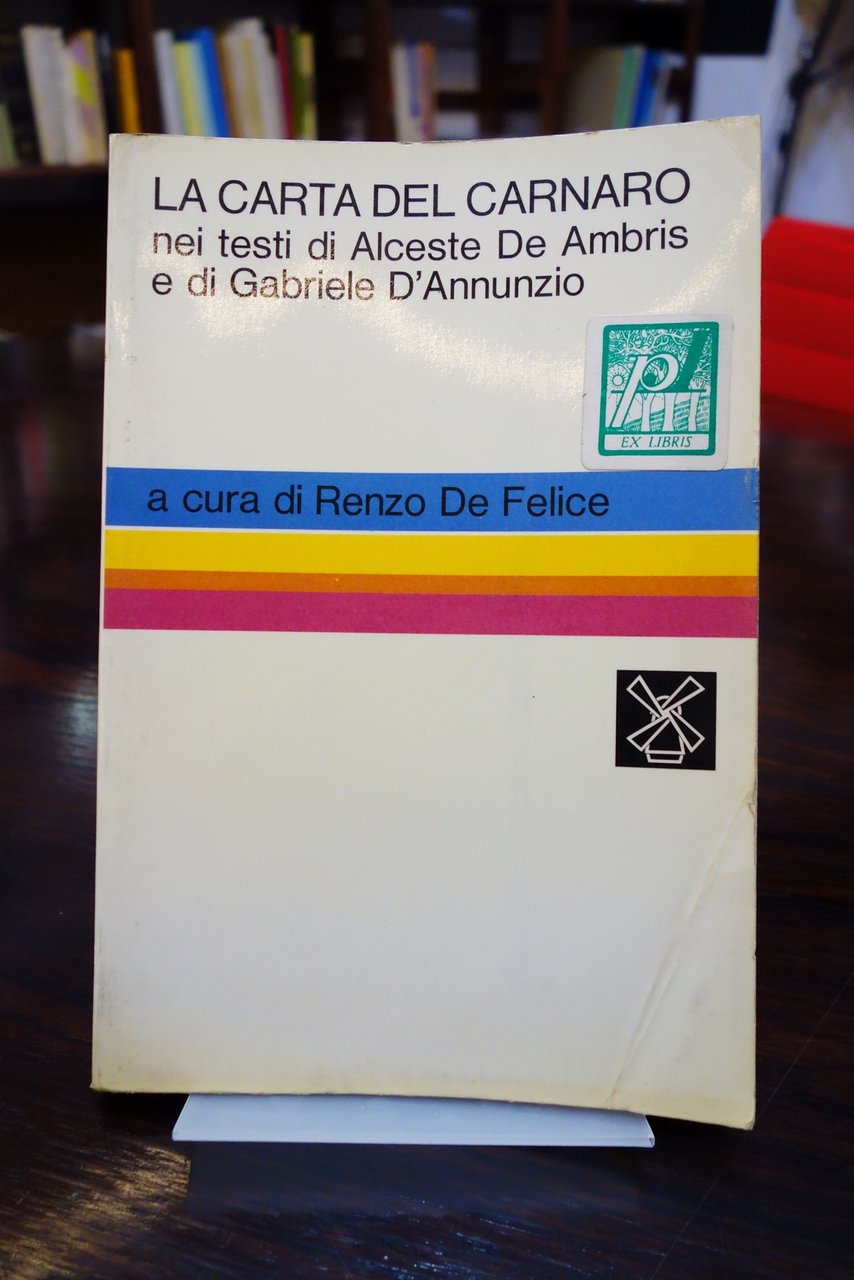 LA CARTA DEL CARNARO
nei testi di Alceste De Ambris
e di Gabriele D'Annunzio
EX LIBRIS
a cura di Renzo De Felice